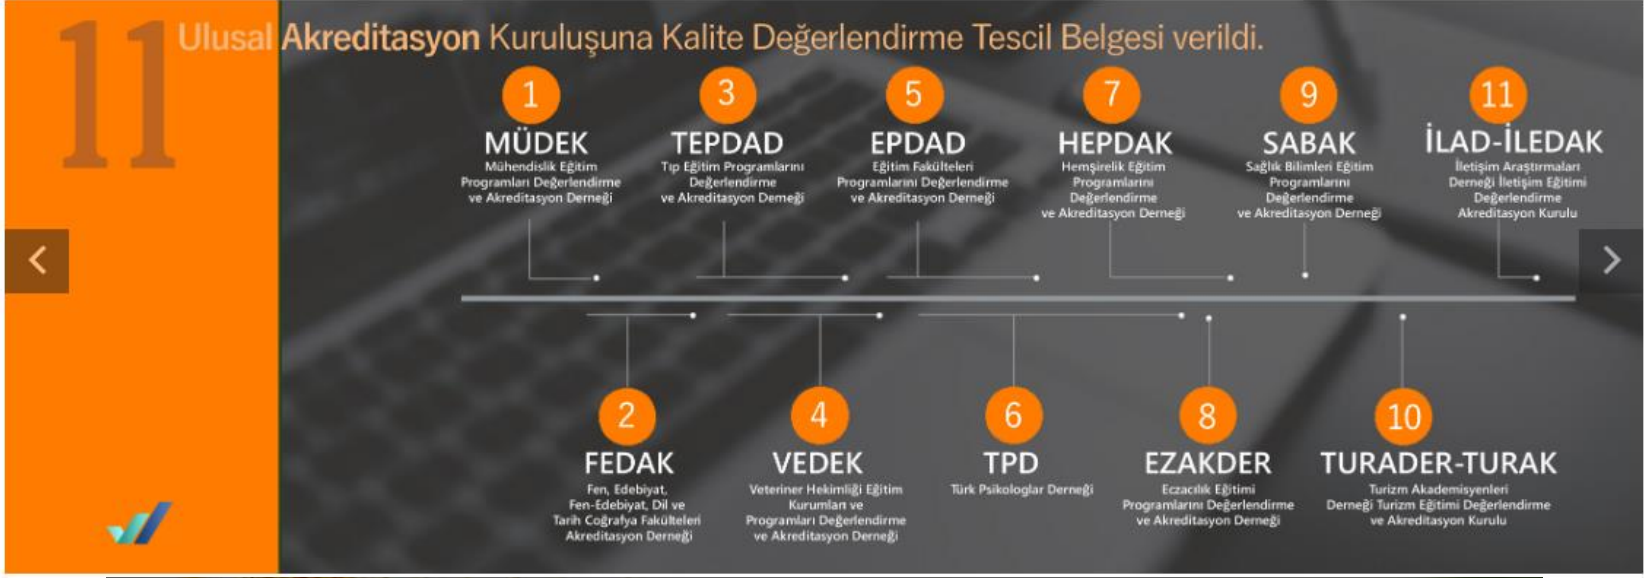 11 Ulusal Akreditasyon Kuruluşuna Kalite Değerlendirme Tescil Belgesi verildi.
1
MÜDEK
Mühendislik Eğitim
Programları Değerlendirme
ve Akreditasyon Derneği
3
TEPDAD
Tıp Eğitim Programlarını
Değerlendirme
ve Akreditasyon Derneği
5
EPDAD
Eğitim Fakülteleri
Programlarını Değerlendirme
ve Akreditasyon Derneği
7
HEPDAK
Hemşirelik Eğitim
Programlarını
Değerlendirme
ve Akreditasyon Derneği
9
SABAK
Sağlık Bilimleri Eğitim
Programlarını
Değerlendirme
ve Akreditasyon Derneği
11
İLAD-İLEDAK
İletişim Araştırmaları
Derneği İletişim Eğitimi
Değerlendirme
Akreditasyon Kurulu
2
FEDAK
Fen, Edebiyat,
Fen-Edebiyat, Dil ve
Tarih Coğrafya Fakülteleri
Akreditasyon Derneği
4
VEDEK
Veteriner Hekimliği Eğitim
Kurumları ve
Programları Değerlendirme
ve Akreditasyon Derneği
6
TPD
Türk Psikologlar Derneği
8
EZAKDER
Eczacılık Eğitimi
Programlarını Değerlendirme
ve Akreditasyon Derneği
10
TURADER-TURAK
Turizm Akademisyenleri
Derneği Turizm Eğitimi Değerlendirme
ve Akreditasyon Kurulu